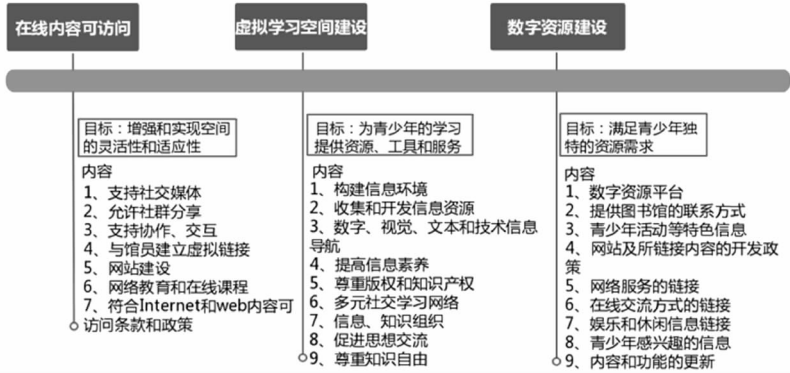 在线内容可访问
目标：增强和实现空间
的灵活性和适应性
内容
1、支持社交媒体
2、允许社群分享
3、支持协作、交互
4、与馆员建立虚拟链接
5、网站建设
6、网络教育和在线课程
7、符合Internet和web内容可
访问条款和政策
虚拟学习空间建设
目标：为青少年的学习
提供资源、工具和服务
内容
1、构建信息环境
2、收集和开发信息资源
3、数字、视觉、文本和技术信息
导航
4、提高信息素养
5、尊重版权和知识产权
6、多元社交学习网络
7、信息、知识组织
8、促进思想交流
9、尊重知识自由
数字资源建设
目标：满足青少年独
特的资源需求
内容
1、数字资源平台
2、提供图书馆的联系方式
3、青少年活动等特色信息
4、网站及所链接内容的开发政
策
5、网络服务的链接
6、在线交流方式的链接
7、娱乐和休闲信息链接
8、青少年感兴趣的信息
9、内容和功能的更新